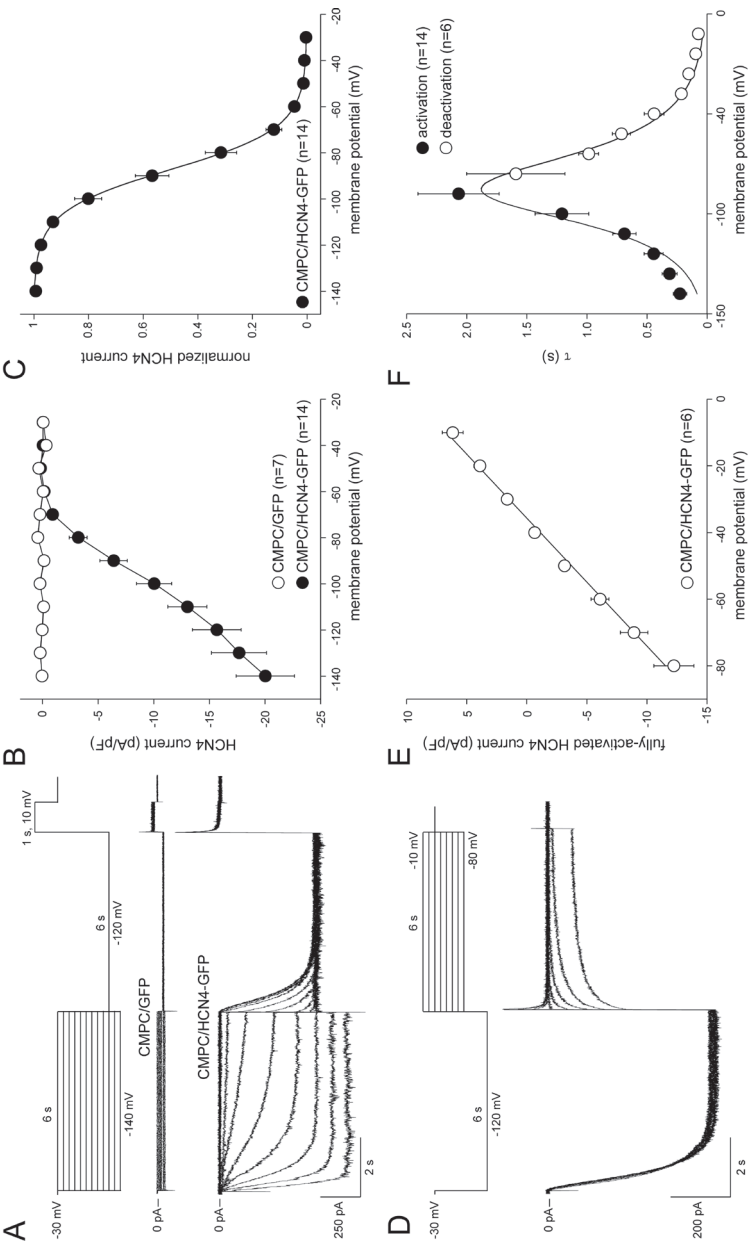 A
-30 mV
6 s
-140 mV
6 s
-120 mV
1 s, 10 mV
0 pA
CMPC/GFP
0 pA
CMPC/HCN4-GFP
250 pA
2 s
B
HCN4 current (pA/pF)
0
-5
-10
-15
-20
-25
-140
-120
-100
-80
-60
-40
-20
membrane potential (mV)
CMPC/GFP (n=7)
CMPC/HCN4-GFP (n=14)
C
normalized HCN4 current
1
0.8
0.6
0.4
0.2
0
-140
-120
-100
-80
-60
-40
-20
membrane potential (mV)
CMPC/HCN4-GFP (n=14)
D
6 s
-120 mV
6 s
-10 mV
-80 mV
0 pA
200 pA
2 s
E
fully-activated HCN4 current (pA/pF)
10
5
0
-5
-10
-15
-80
-60
-40
-20
0
membrane potential (mV)
CMPC/HCN4-GFP (n=6)
F
τ (s)
2.5
2.0
1.5
1.0
0.5
0
-150
-100
-50
0
membrane potential (mV)
activation (n=14)
deactivation (n=6)